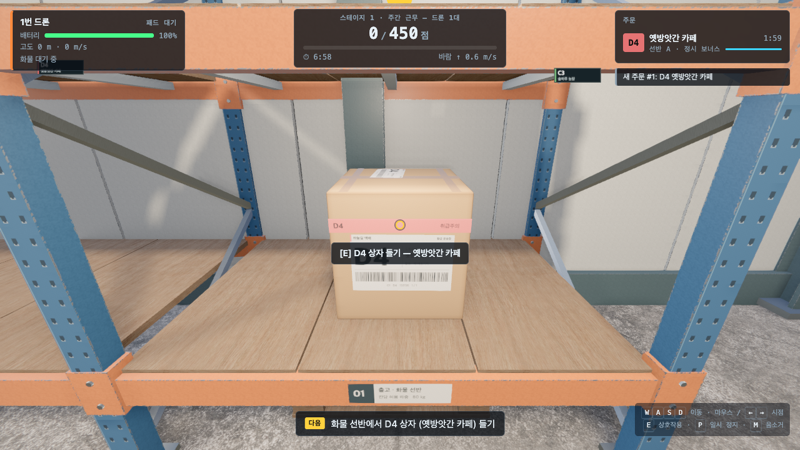 1번 드론 패드 대기
배터리 100%
고도 0 m · 0 m/s
화물 대기 중
스테이지 1 · 주간 근무 — 드론 1대
0 / 450 점
6:58 바람 ↑ 0.6 m/s
주문
D4 옛방앗간 카페 1:59
선반 A · 정시 보너스
새 주문 #1: D4 옛방앗간 카페
C3
D4 취급주의
[E] D4 상자 들기 — 옛방앗간 카페
D4
01 출고 · 화물 선반
다음 화물 선반에서 D4 상자 (옛방앗간 카페) 들기
W A S D 이동 · 마우스 / ← → 시점
E 상호작용 · P 일시 정지 · M 음소거